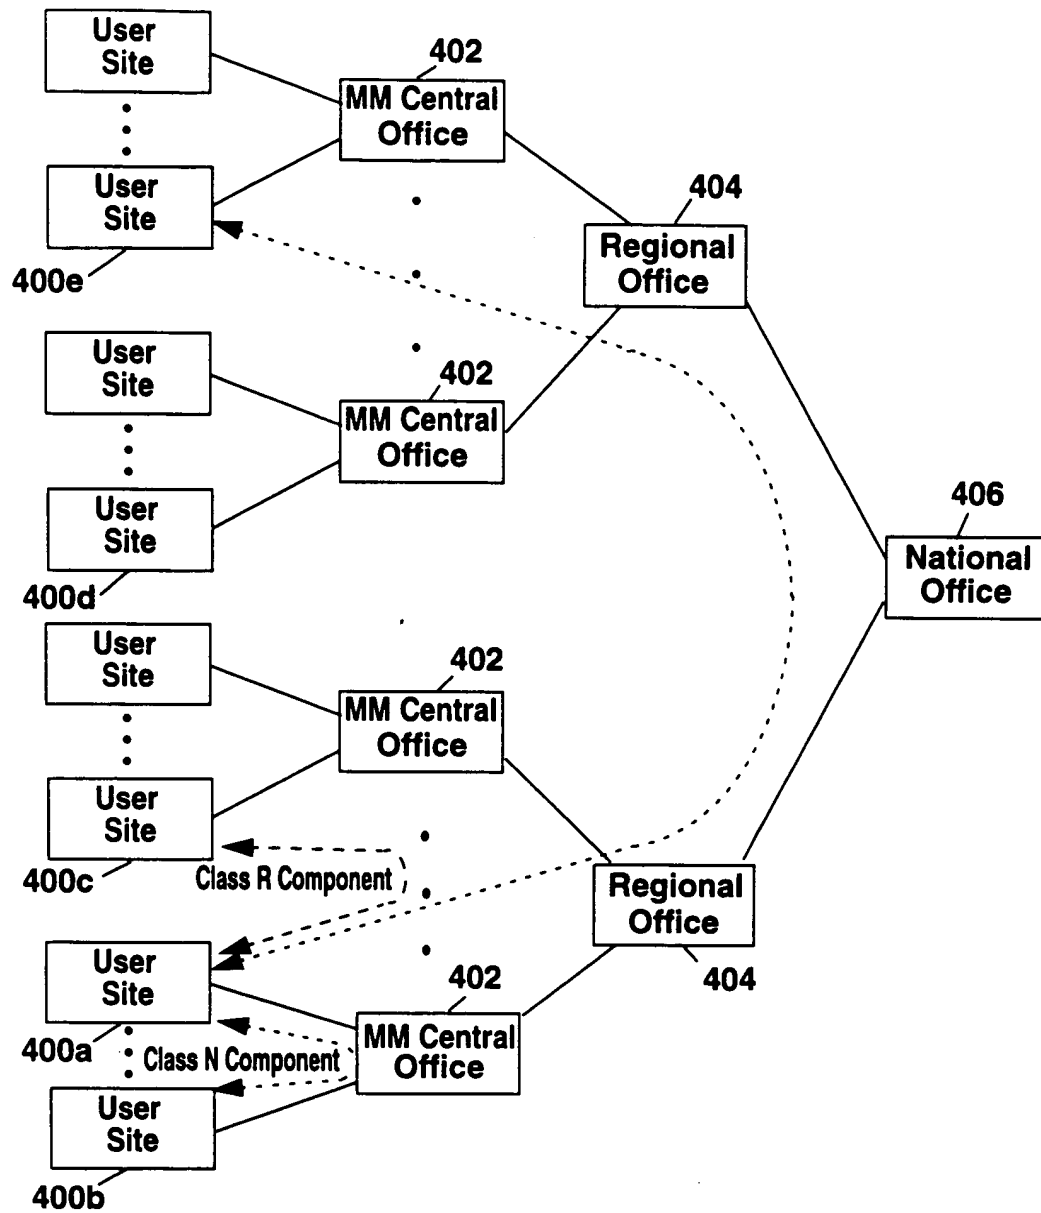 User
Site
402
MM Central
Office
User
Site
400e
404
Regional
Office
User
Site
402
MM Central
Office
User
Site
400d
406
National
Office
User
Site
402
MM Central
Office
User
Site
400c
Class R Component
Regional
Office
404
User
Site
400a
402
MM Central
Office
Class N Component
User
Site
400b